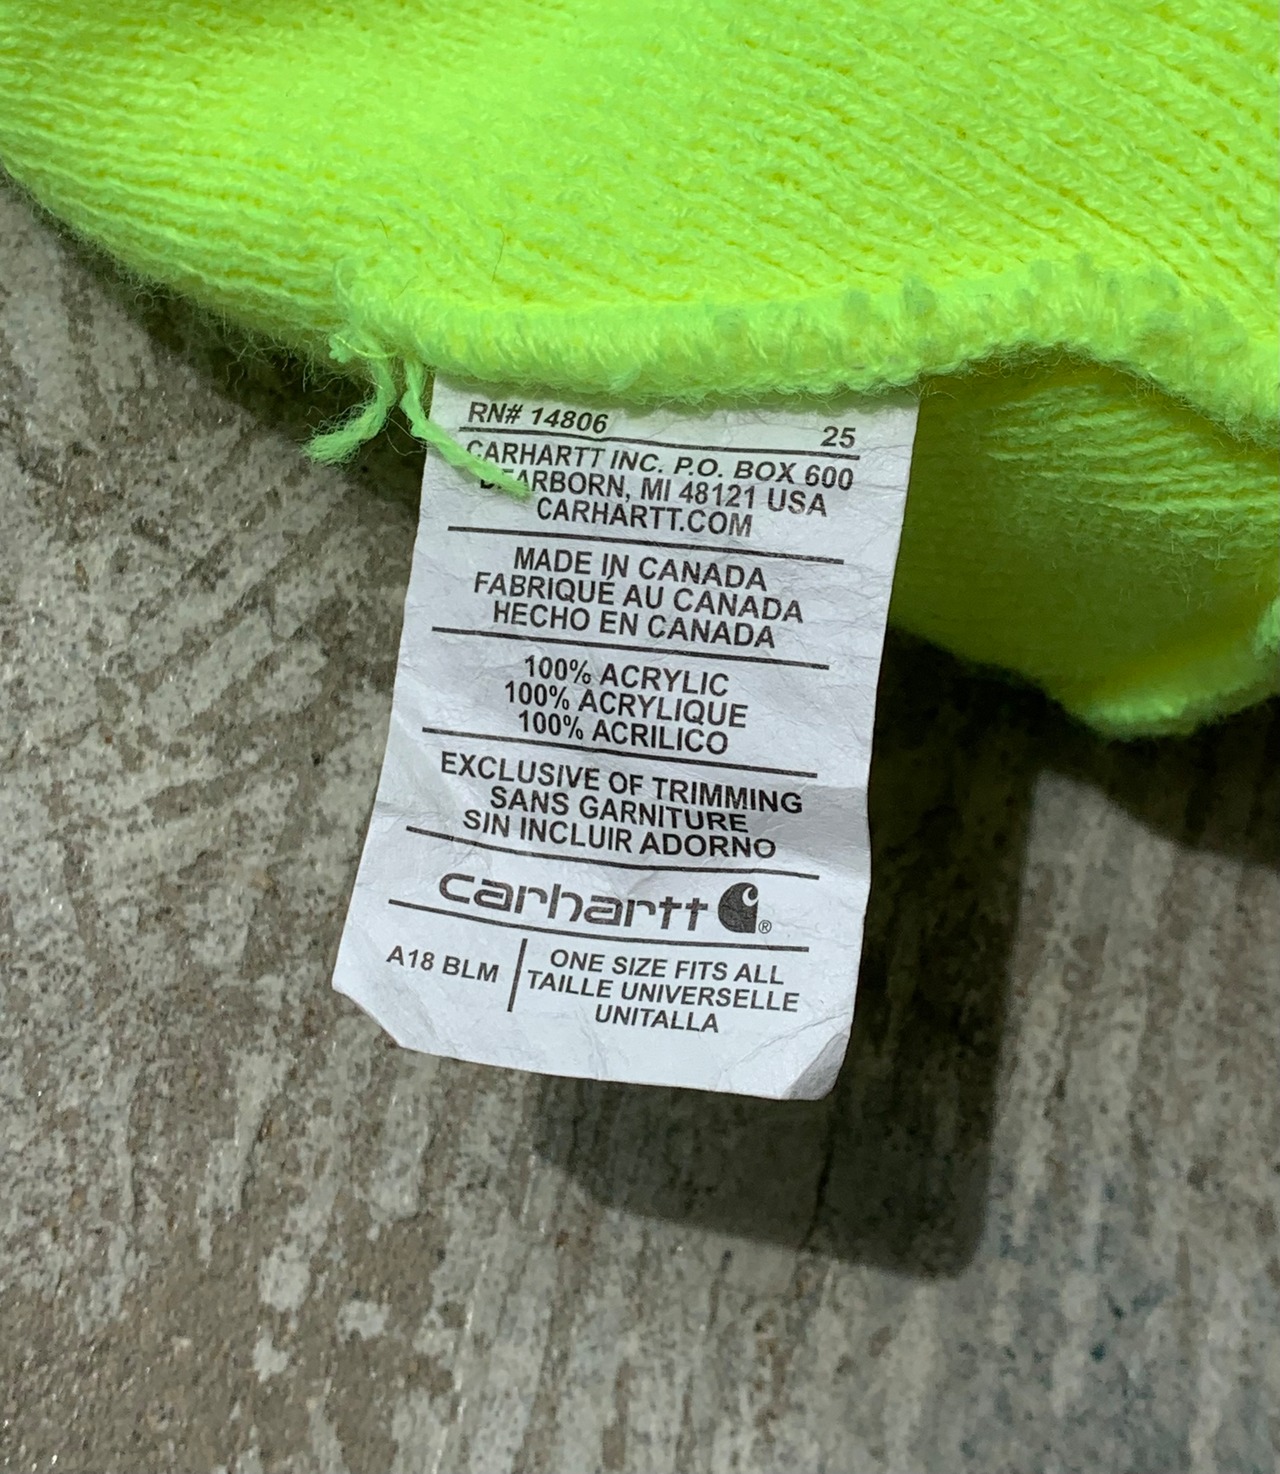 RN# 14806 25
CARHARTT INC. P.O. BOX 600
DEARBORN, MI 48121 USA
CARHARTT.COM
MADE IN CANADA
FABRIQUÉ AU CANADA
HECHO EN CANADA
100% ACRYLIC
100% ACRYLIQUE
100% ACRILICO
EXCLUSIVE OF TRIMMING
SANS GARNITURE
SIN INCLUIR ADORNO
carhartt ®
A18 BLM
ONE SIZE FITS ALL
TAILLE UNIVERSELLE
UNITALLA